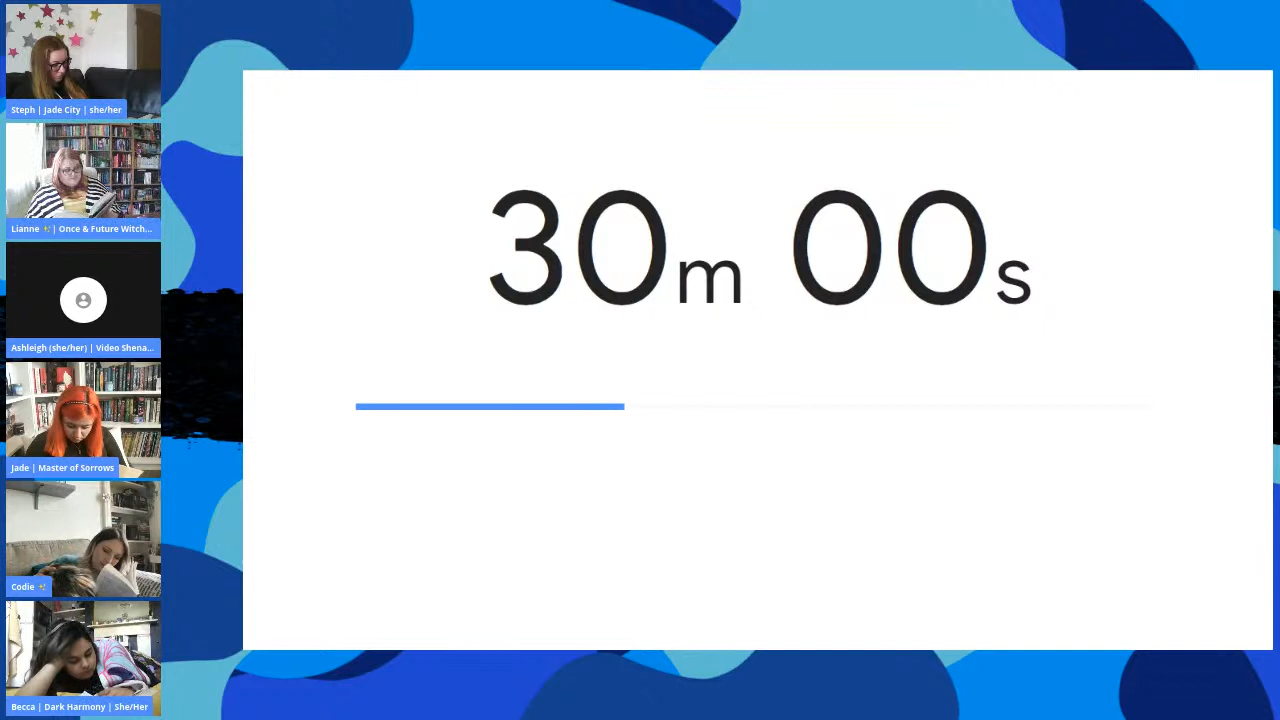 Steph | Jade City | she/her
Lianne ✨ | Once & Future Witch...
Ashleigh (she/her) | Video Shena...
Jade | Master of Sorrows
Codie ✨
Becca | Dark Harmony | She/Her
30m 00s